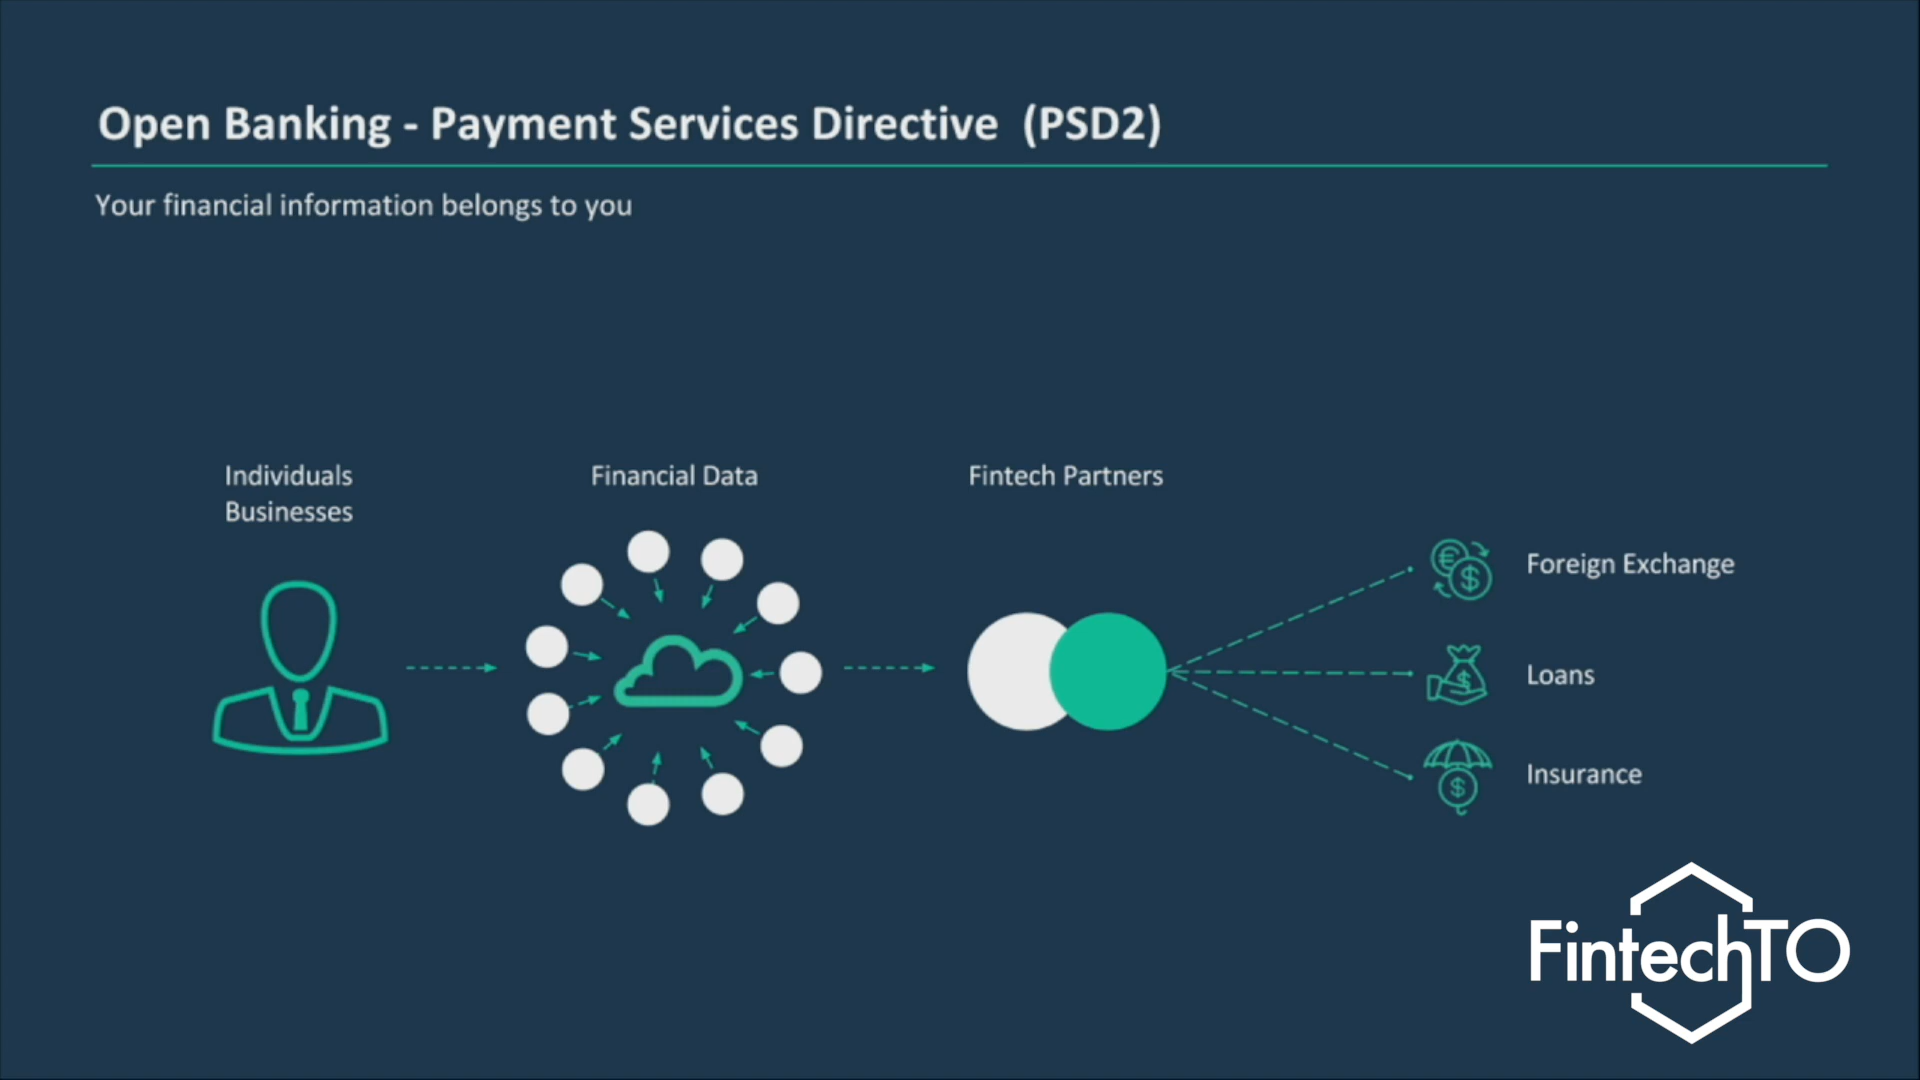 Open Banking - Payment Services Directive  (PSD2)
Your financial information belongs to you
Individuals
Businesses
Financial Data
Fintech Partners
Foreign Exchange
Loans
Insurance
FintechTO